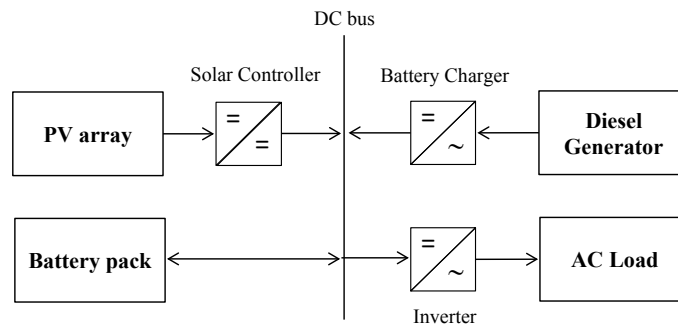 DC bus
Solar Controller
Battery Charger
PV array
=
=
=
~
Diesel
Generator
Battery pack
=
~
AC Load
Inverter